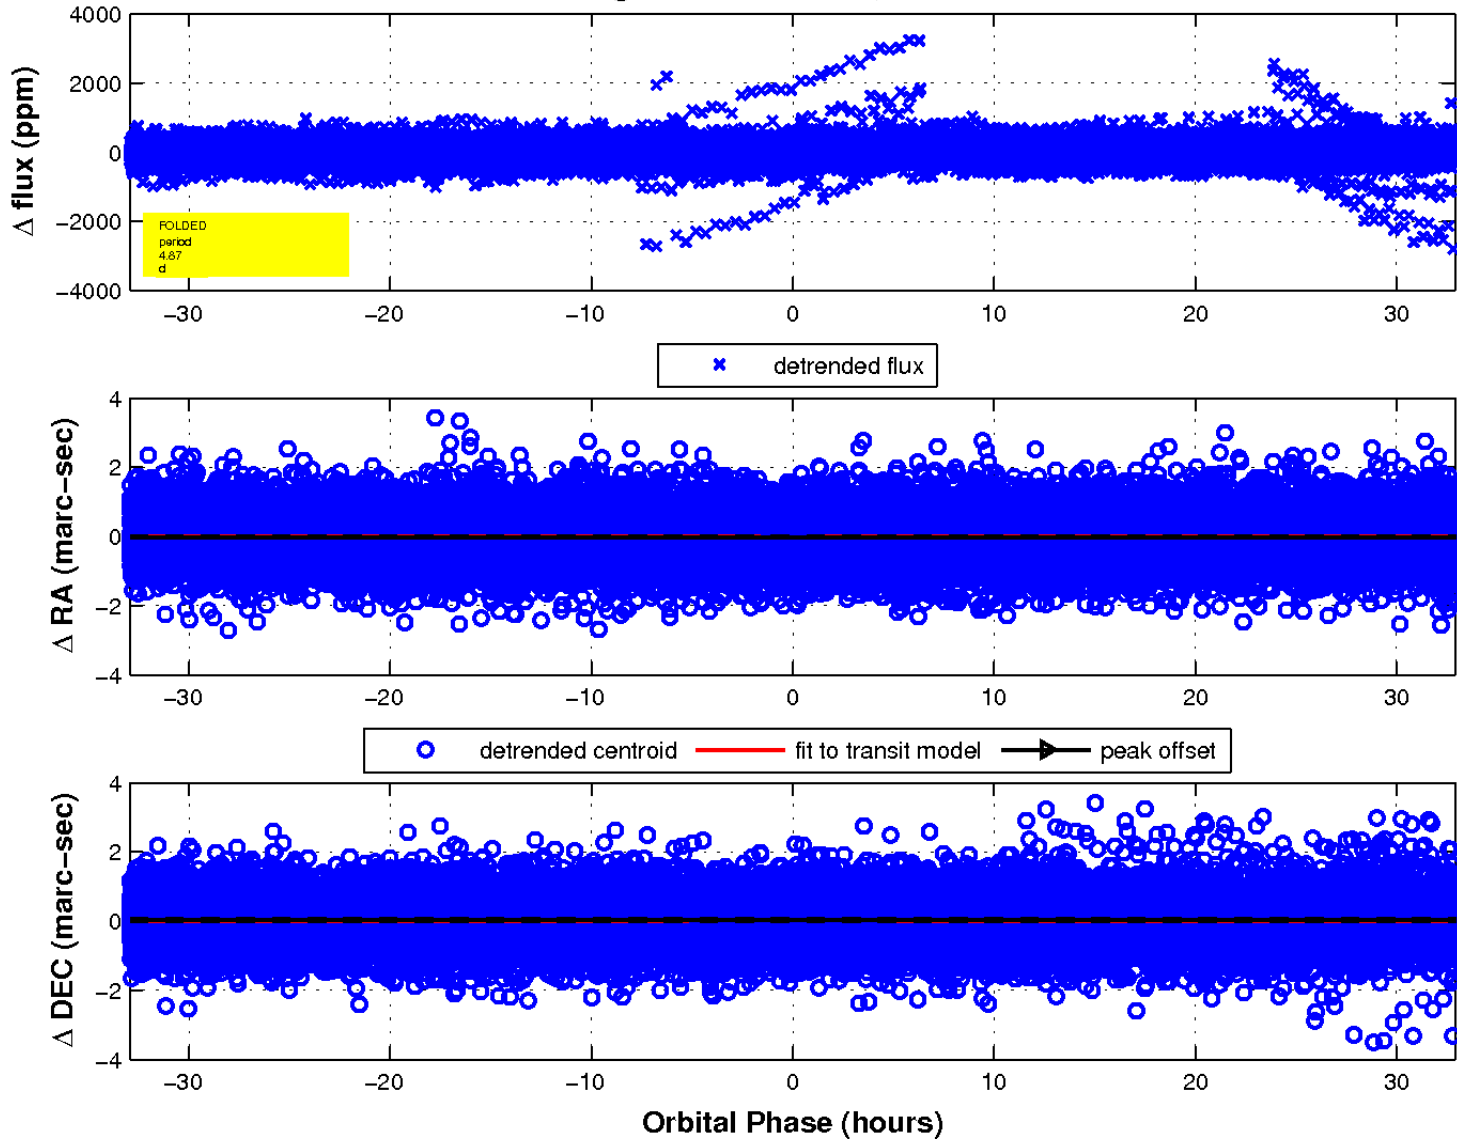 4000
2000
0
−2000
−4000
Δ flux (ppm)
FOLDED
period
4.87
d
−30 −20 −10 0 10 20 30
detrended flux
4
2
0
−2
−4
Δ RA (marc−sec)
−30 −20 −10 0 10 20 30
detrended centroid fit to transit model peak offset
4
2
0
−2
−4
Δ DEC (marc−sec)
−30 −20 −10 0 10 20 30
Orbital Phase (hours)